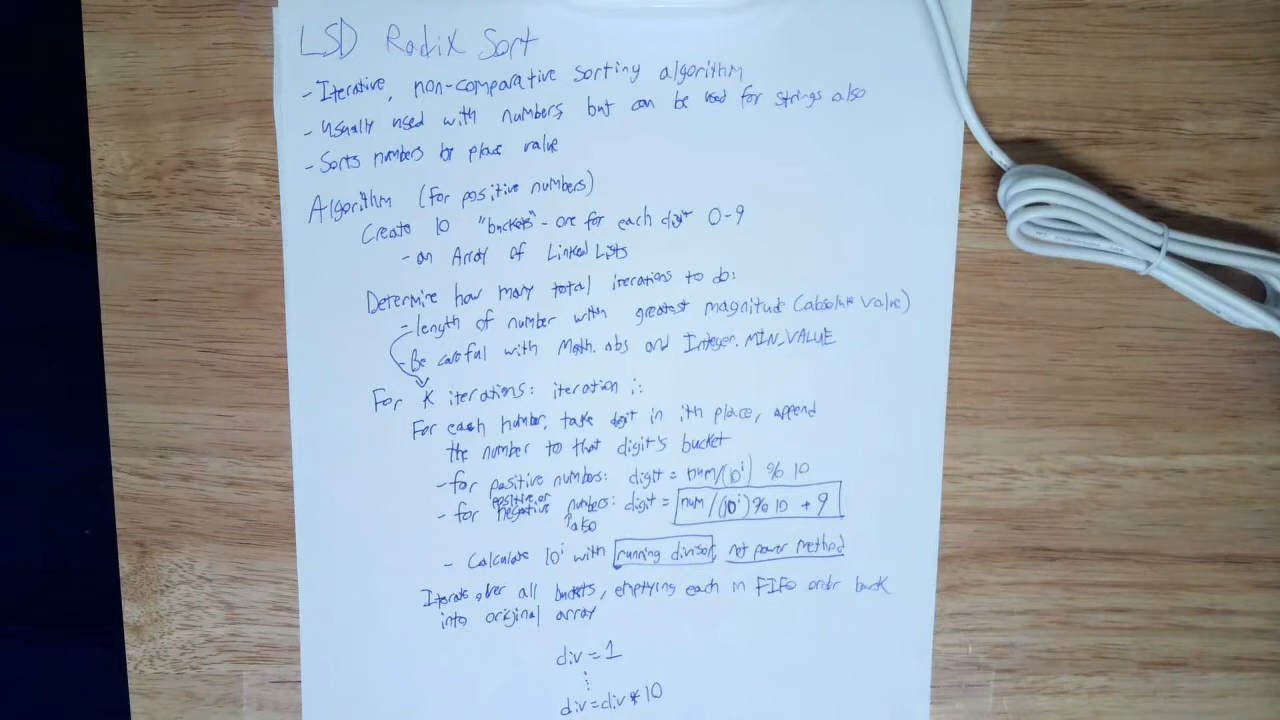 LSD Radix Sort
- Iterative, non-comparative sorting algorithm
- Usually used with numbers, but can be used for strings also
- Sorts numbers by place value
Algorithm (for positive numbers)
Create 10 "buckets" - one for each digit 0-9
- an Array of Linked Lists
Determine how many total iterations to do:
- length of number with greatest magnitude (absolute value)
- Be careful with Math.abs and Integer.MIN_VALUE
For K iterations: iteration i:
For each number, take digit in ith place, append
the number to that digit's bucket
- for positive numbers: digit = num/(10^i) % 10
- for positive or negative numbers: digit = num/(10^i) % 10 + 9
also
- Calculate 10^i with running divisor, not power method
Iterate over all buckets, emptying each in FIFO order back
into original array
div = 1
⋮
div = div * 10